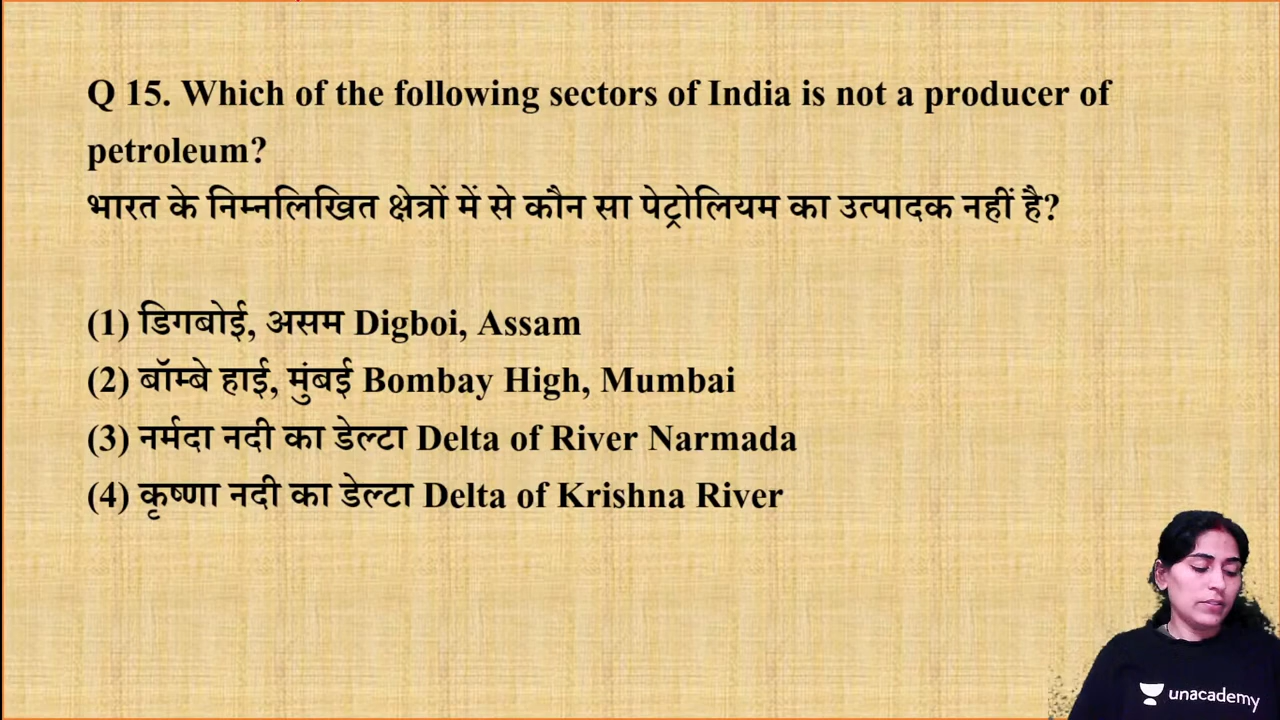 Q 15. Which of the following sectors of India is not a producer of
petroleum?
भारत के निम्नलिखित क्षेत्रों में से कौन सा पेट्रोलियम का उत्पादक नहीं है?
(1) डिगबोई, असम Digboi, Assam
(2) बॉम्बे हाई, मुंबई Bombay High, Mumbai
(3) नर्मदा नदी का डेल्टा Delta of River Narmada
(4) कृष्णा नदी का डेल्टा Delta of Krishna River
unacademy